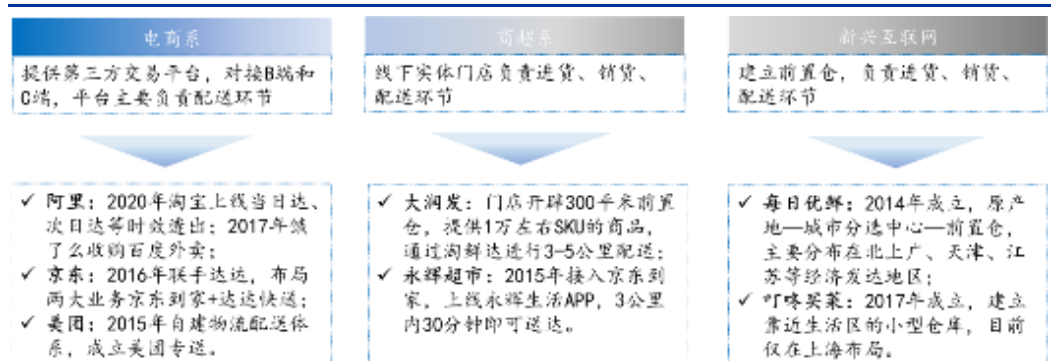 电商系
提供第三方交易平台，对接B端和
C端，平台主要负责配送环节
✓ 阿里：2020年淘宝上线当日达、
次日达等时效透出；2017年饿
了么收购百度外卖；
✓ 京东：2016年联手达达，布局
两大业务京东到家+达达快送；
✓ 美团：2015年自建物流配送体
系，成立美团专送。
商超系
线下实体门店负责进货、销货、
配送环节
✓ 大润发：门店开辟300平米前置
仓，提供1万左右SKU的商品，
通过淘鲜达进行3-5公里配送；
✓ 永辉超市：2015年接入京东到
家，上线永辉生活APP，3公里
内30分钟即可送达。
新兴互联网
建立前置仓，负责进货、销货、
配送环节
✓ 每日优鲜：2014年成立，原产
地—城市分选中心—前置仓，
主要分布在北上广、天津、江
苏等经济发达地区；
✓ 叮咚买菜：2017年成立，建立
靠近生活区的小型仓库，目前
仅在上海布局。